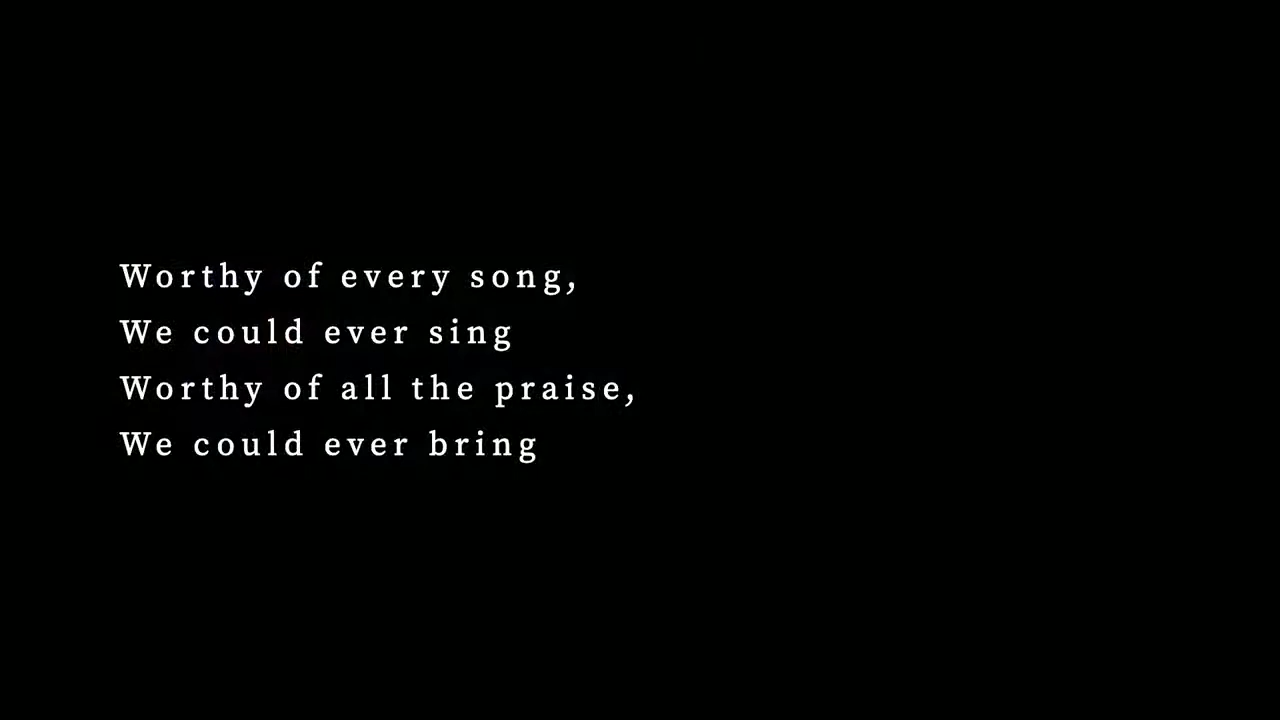 Worthy of every song,
We could ever sing
Worthy of all the praise,
We could ever bring